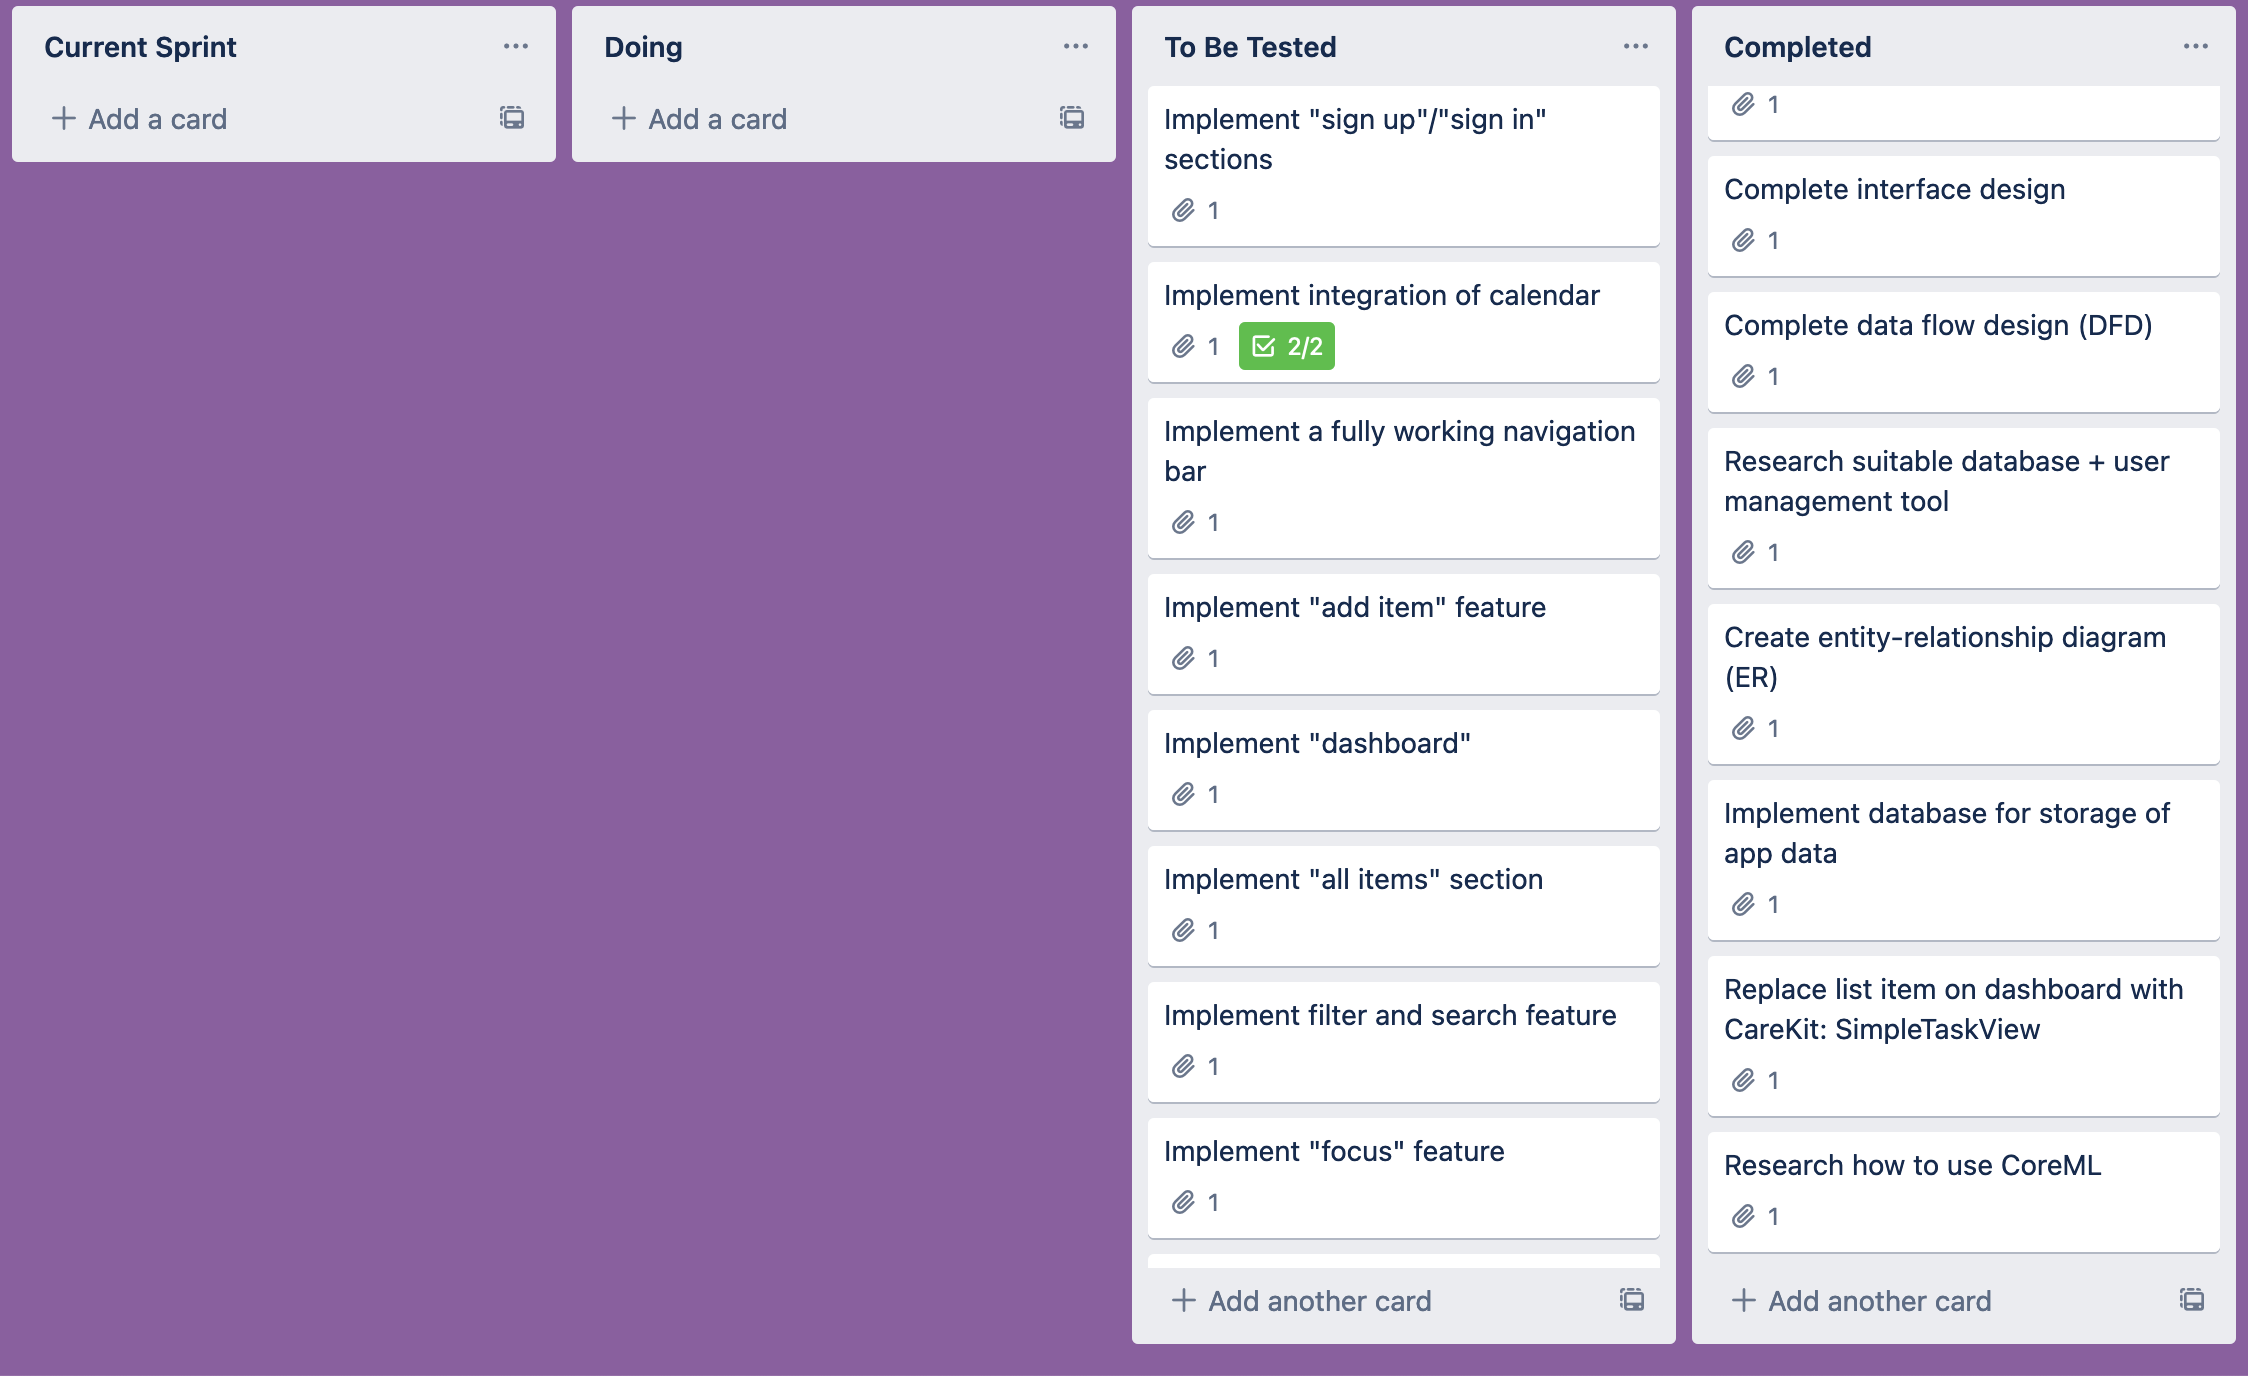 Current Sprint
Add a card
Doing
Add a card
To Be Tested
Implement "sign up"/"sign in"
sections
1
Implement integration of calendar
1 2/2
Implement a fully working navigation
bar
1
Implement "add item" feature
1
Implement "dashboard"
1
Implement "all items" section
1
Implement filter and search feature
1
Implement "focus" feature
1
Add another card
Completed
1
Complete interface design
1
Complete data flow design (DFD)
1
Research suitable database + user
management tool
1
Create entity-relationship diagram
(ER)
1
Implement database for storage of
app data
1
Replace list item on dashboard with
CareKit: SimpleTaskView
1
Research how to use CoreML
1
Add another card